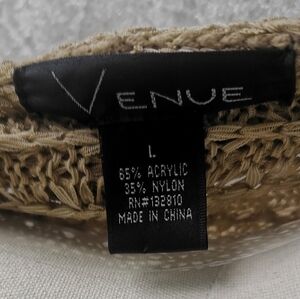 VENUE
L
65% ACRYLIC
35% NYLON
RN#132810
MADE IN CHINA